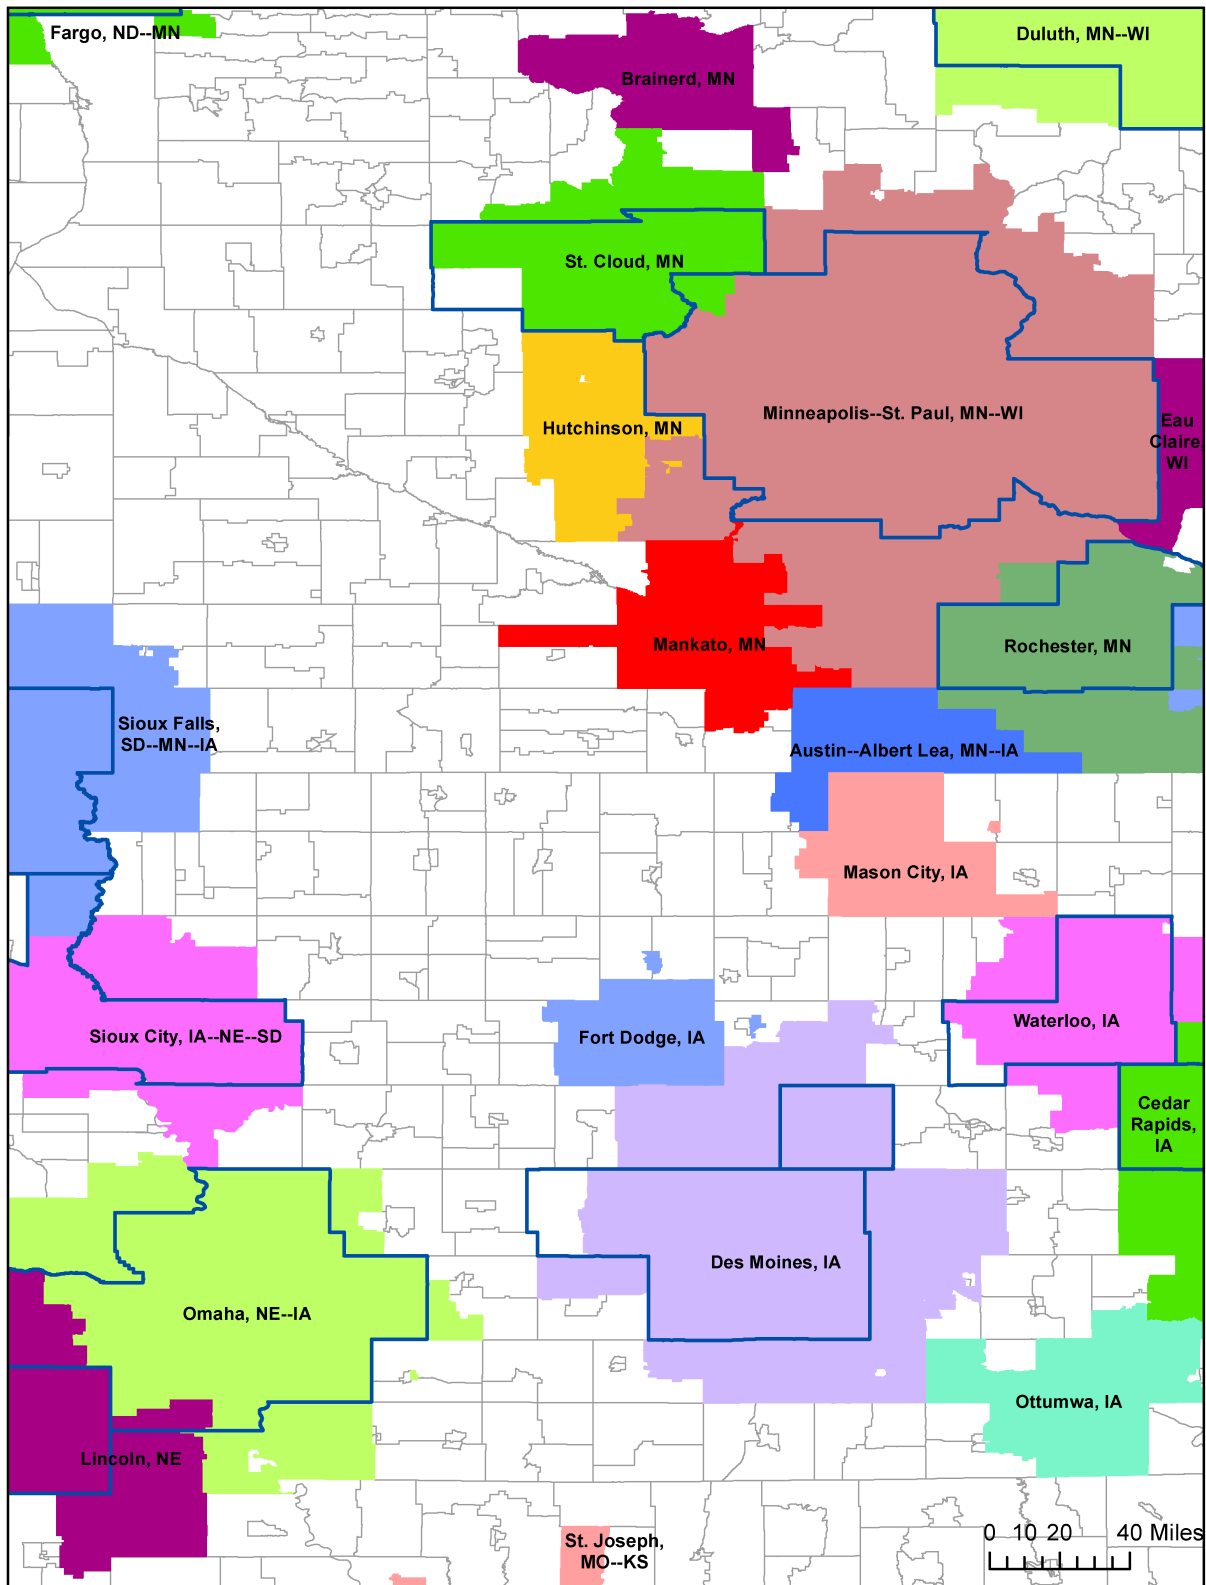 Fargo, ND--MN
Duluth, MN--WI
Brainerd, MN
St. Cloud, MN
Minneapolis--St. Paul, MN--WI
Hutchinson, MN
Eau
Claire,
WI
Mankato, MN
Rochester, MN
Sioux Falls,
SD--MN--IA
Austin--Albert Lea, MN--IA
Mason City, IA
Sioux City, IA--NE--SD
Fort Dodge, IA
Waterloo, IA
Cedar
Rapids,
IA
Des Moines, IA
Omaha, NE--IA
Ottumwa, IA
Lincoln, NE
St. Joseph,
MO--KS
0 10 20 40 Miles